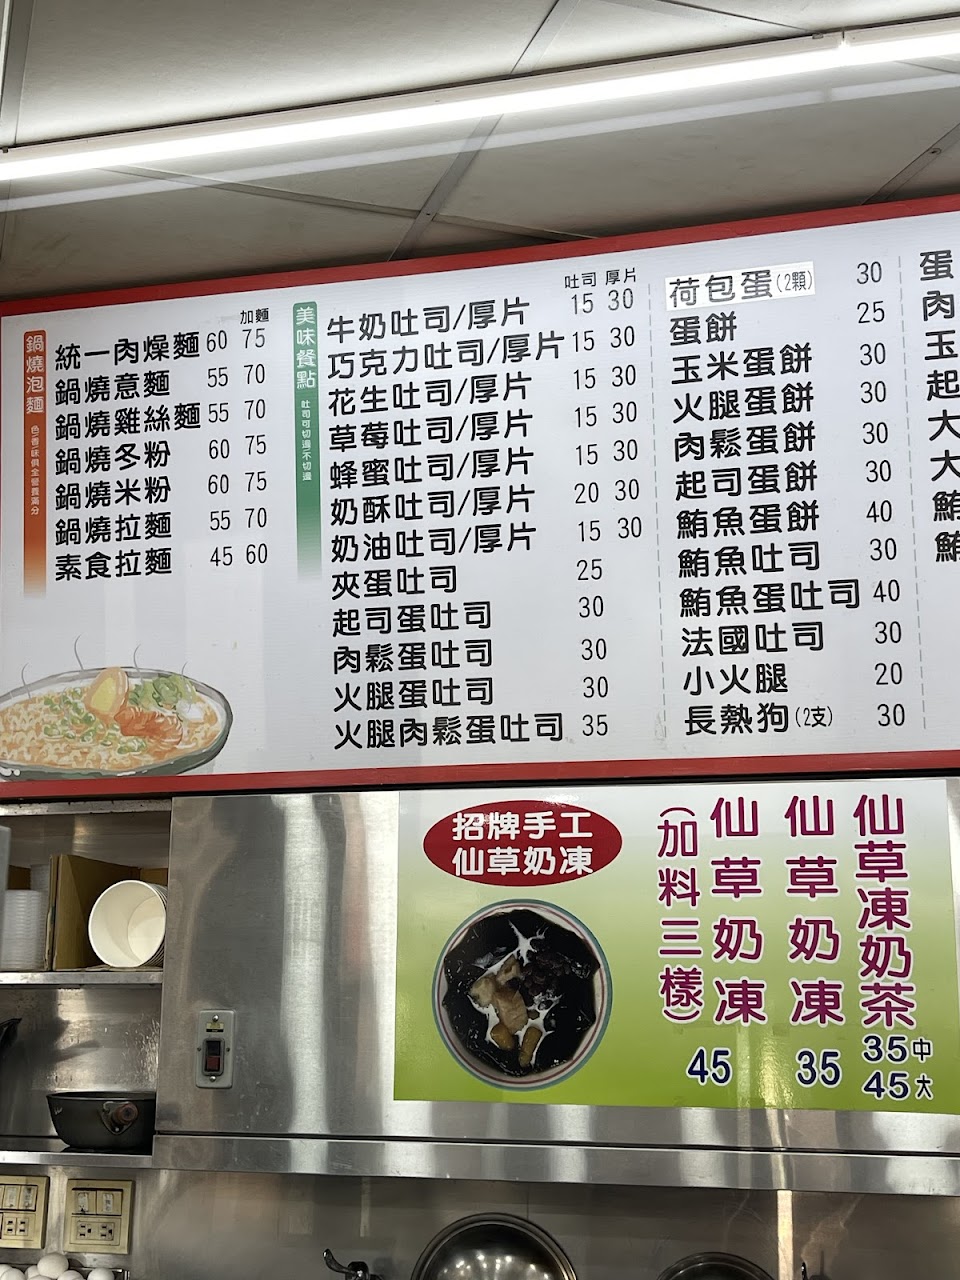 鍋燒泡麵
色/香/味俱全營養滿分
加麵
統一肉燥麵 60 75
鍋燒意麵 55 70
鍋燒雞絲麵 55 70
鍋燒冬粉 60 75
鍋燒米粉 60 75
鍋燒拉麵 55 70
素食拉麵 45 60
美味餐點
吐司可切邊/不切邊
吐司 厚片
牛奶吐司/厚片 15 30
巧克力吐司/厚片 15 30
花生吐司/厚片 15 30
草莓吐司/厚片 15 30
蜂蜜吐司/厚片 15 30
奶酥吐司/厚片 20 30
奶油吐司/厚片 15 30
夾蛋吐司 25
起司蛋吐司 30
肉鬆蛋吐司 30
火腿蛋吐司 30
火腿肉鬆蛋吐司 35
荷包蛋(2顆) 30
蛋餅 25
玉米蛋餅 30
火腿蛋餅 30
肉鬆蛋餅 30
起司蛋餅 30
鮪魚蛋餅 40
鮪魚吐司 30
鮪魚蛋吐司 40
法國吐司 30
小火腿 20
長熱狗(2支) 30
蛋
肉
玉
起
大
大
鮪
鮪
招牌手工
仙草奶凍
仙草凍奶茶
35中
45大
仙草奶凍
35
仙草奶凍
(加料三樣)
45